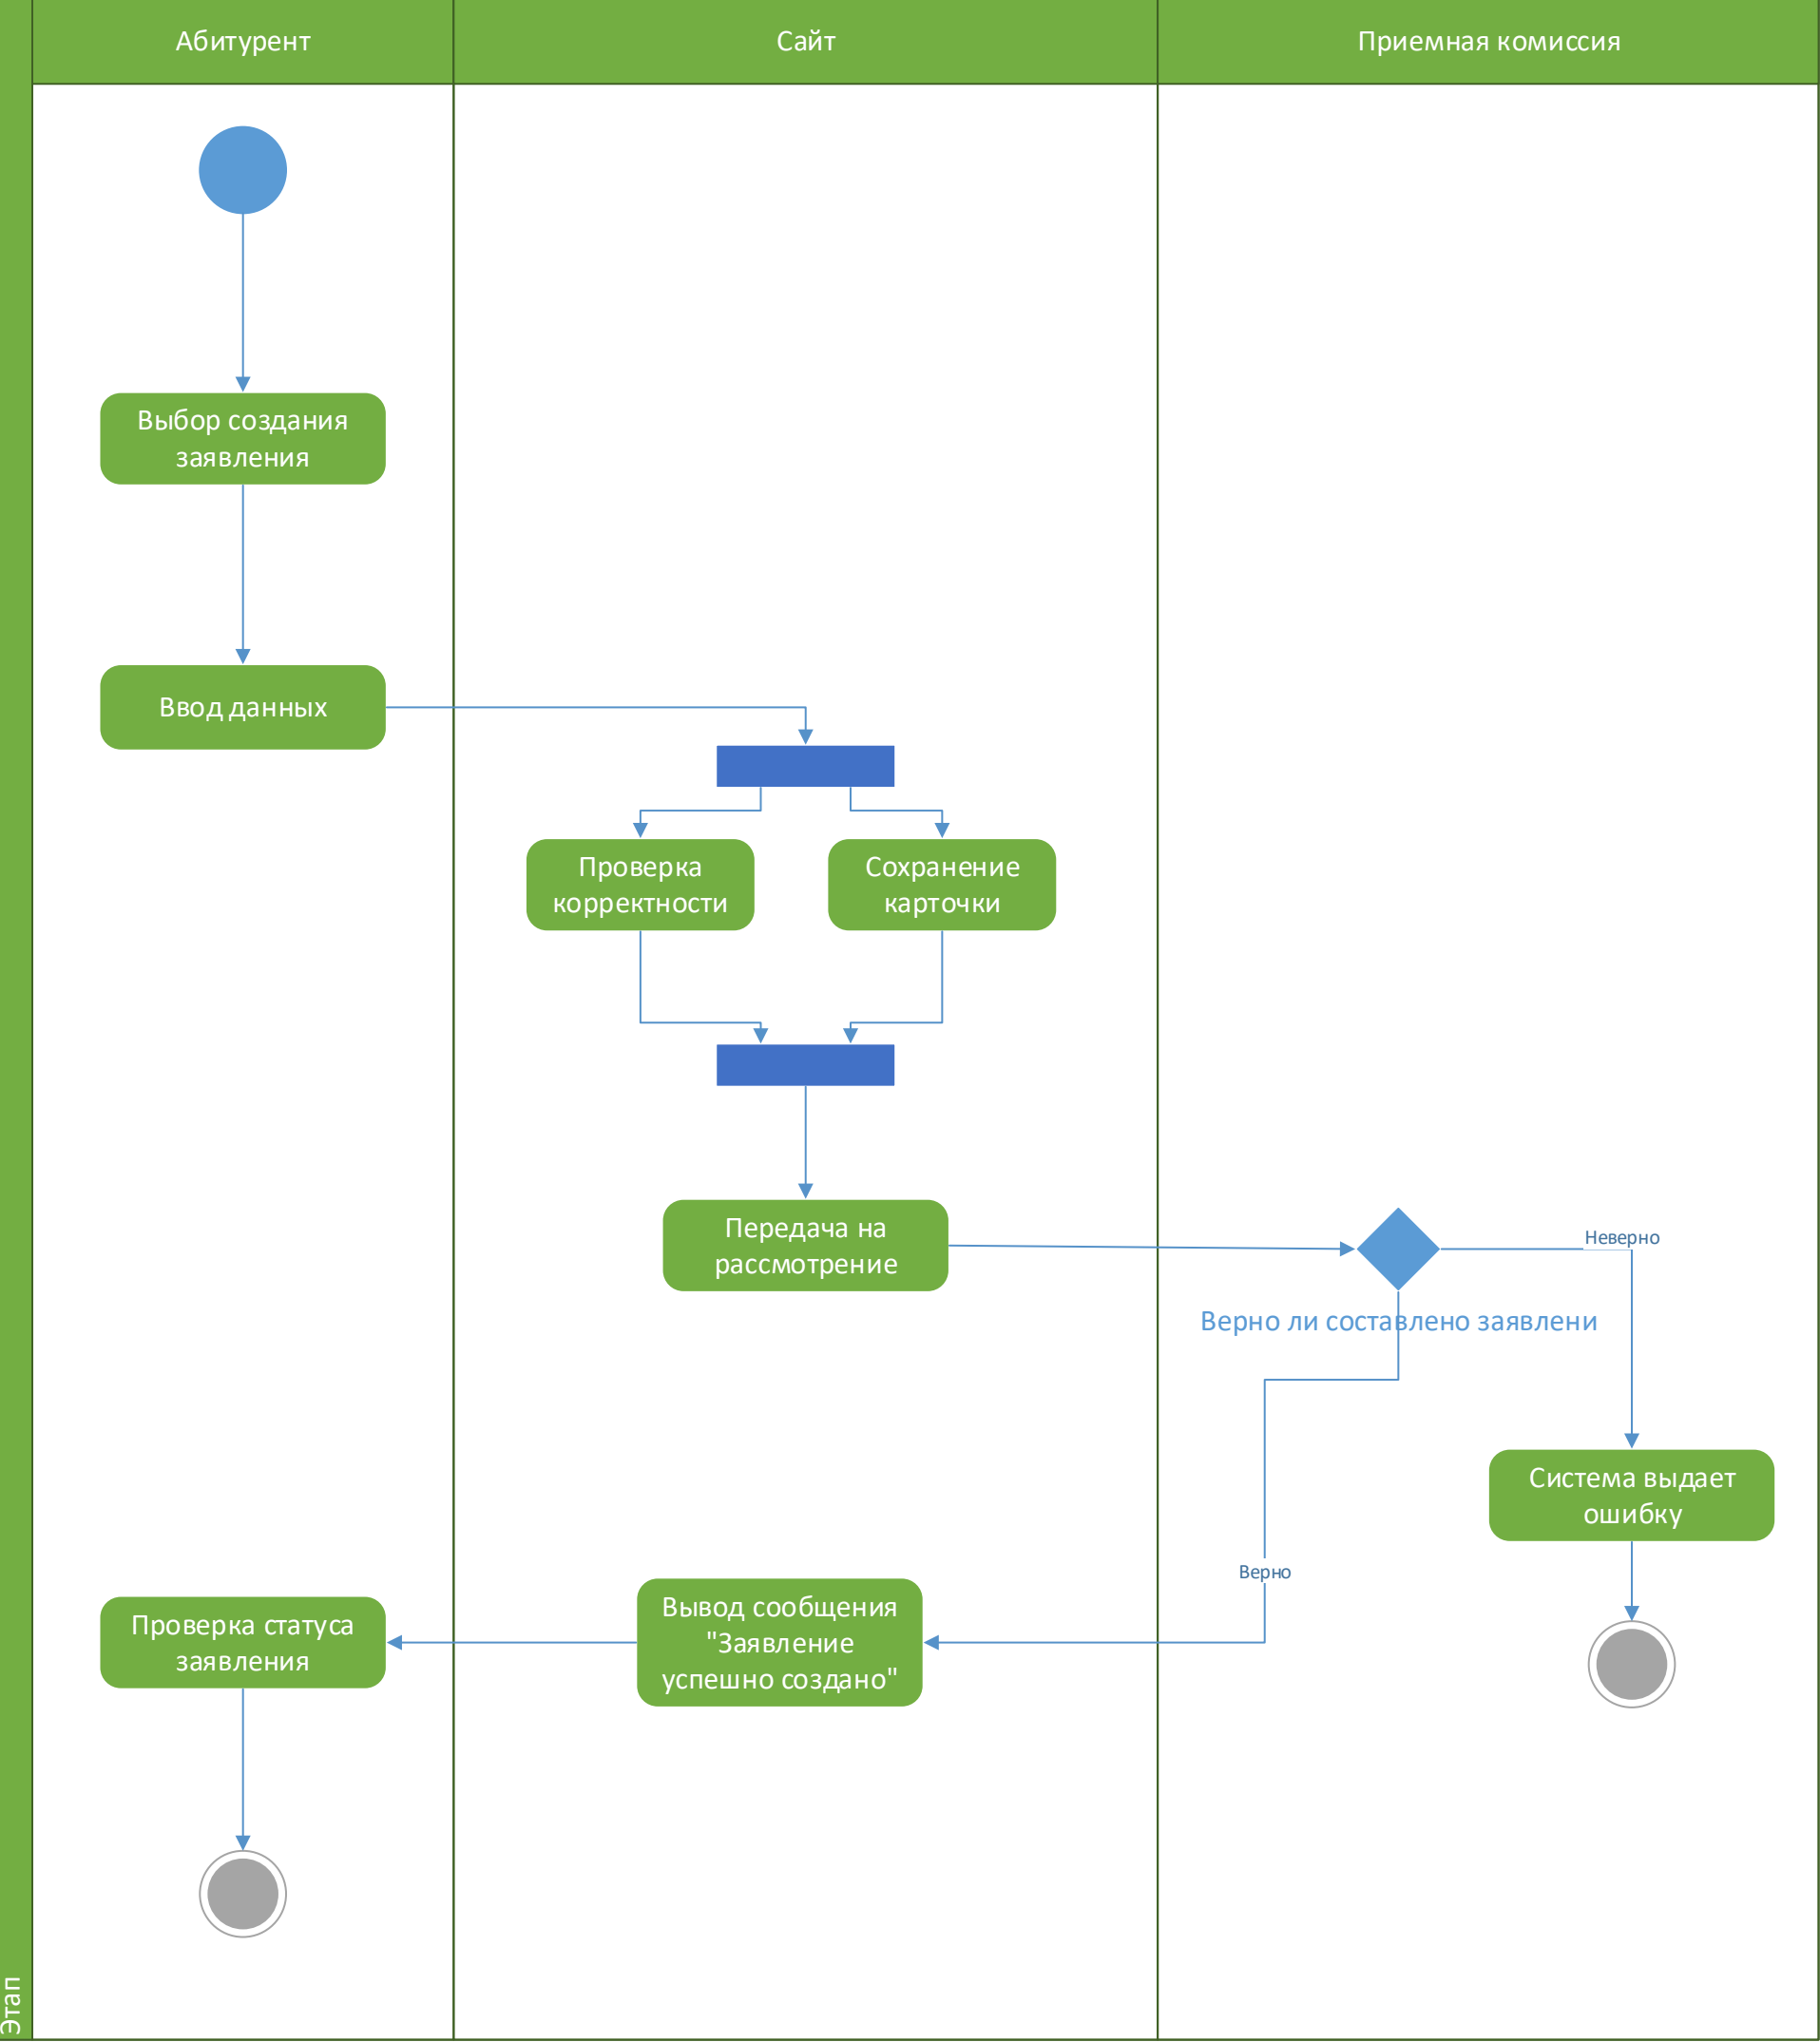 Абитурент
Сайт
Приемная комиссия
Выбор создания
заявления
Ввод данных
Проверка
корректности
Сохранение
карточки
Передача на
рассмотрение
Неверно
Верно ли составлено заявлени
Система выдает
ошибку
Верно
Вывод сообщения
"Заявление
успешно создано"
Проверка статуса
заявления
Этап